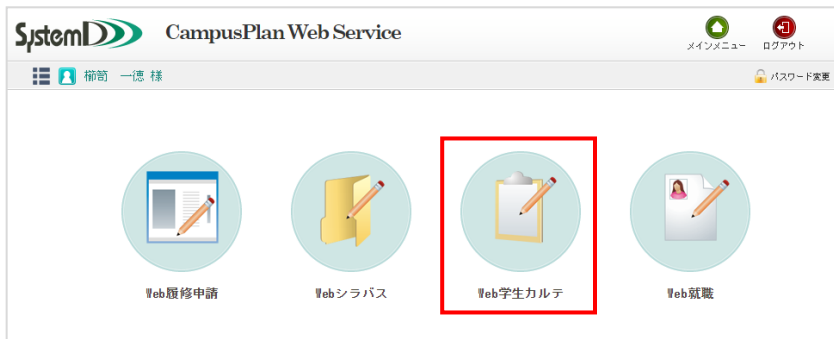 SystemD CampusPlan Web Service
メインメニュー ログアウト
櫛笥 一徳 様 パスワード変更
Web履修申請 Webシラバス Web学生カルテ Web就職